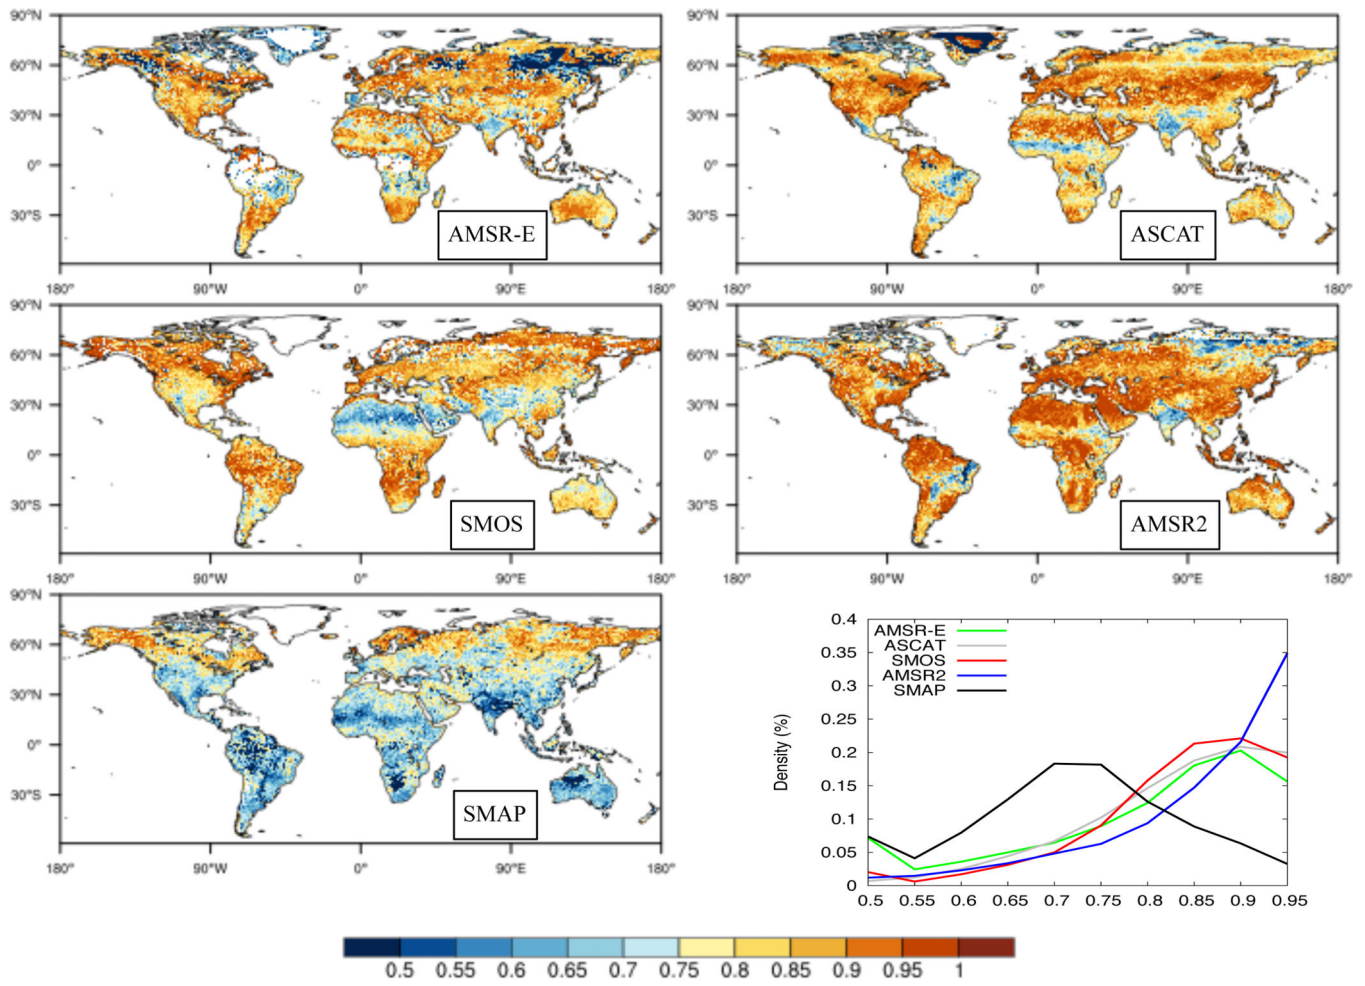 90°N
60°N
30°N
0°
30°S
AMSR-E
180° 90°W 0° 90°E 180°
90°N
60°N
30°N
0°
30°S
ASCAT
180° 90°W 0° 90°E 180°
90°N
60°N
30°N
0°
30°S
SMOS
180° 90°W 0° 90°E 180°
90°N
60°N
30°N
0°
30°S
AMSR2
180° 90°W 0° 90°E 180°
90°N
60°N
30°N
0°
30°S
SMAP
180° 90°W 0° 90°E 180°
0.4
0.35
0.3
0.25
0.2
0.15
0.1
0.05
0
Density (%)
AMSR-E
ASCAT
SMOS
AMSR2
SMAP
0.5 0.55 0.6 0.65 0.7 0.75 0.8 0.85 0.9 0.95
0.5 0.55 0.6 0.65 0.7 0.75 0.8 0.85 0.9 0.95 1